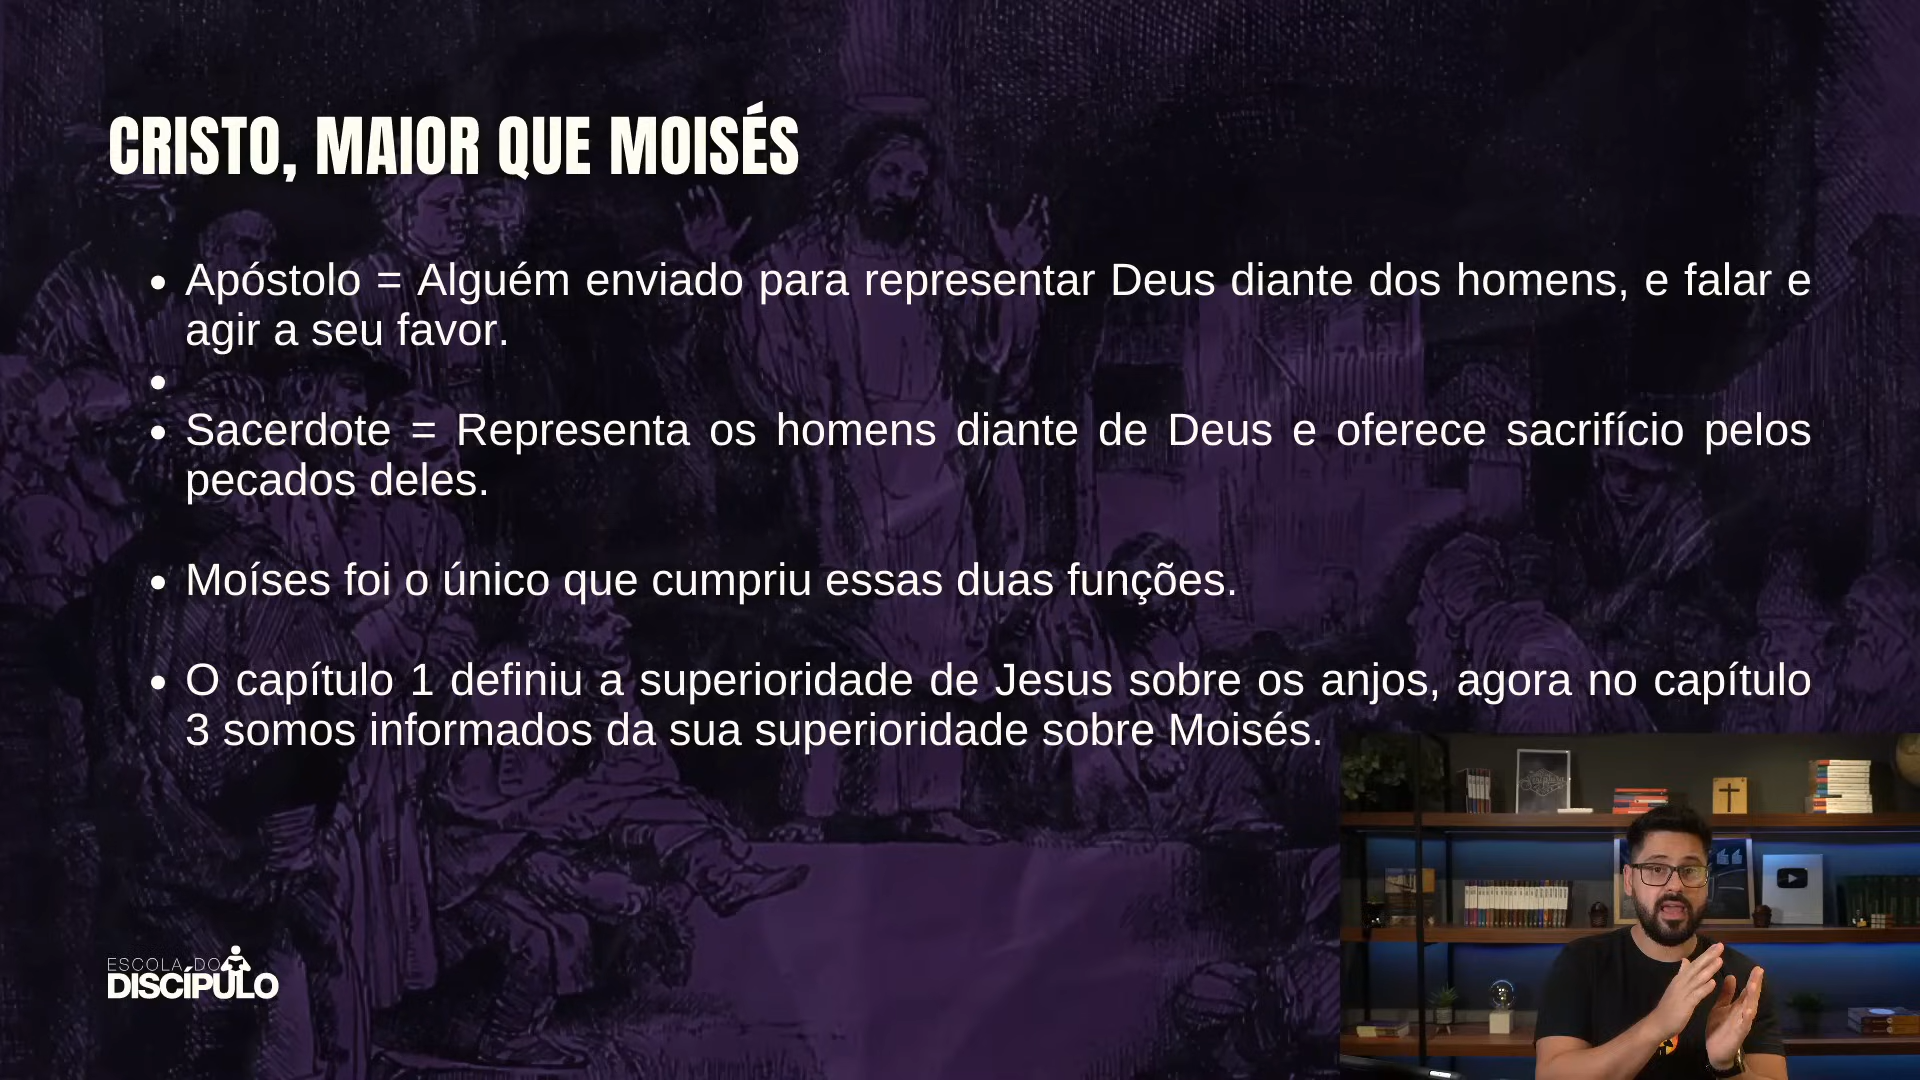 CRISTO, MAIOR QUE MOISÉS
• Apóstolo = Alguém enviado para representar Deus diante dos homens, e falar e
agir a seu favor.
•
• Sacerdote = Representa os homens diante de Deus e oferece sacrifício pelos
pecados deles.
• Moíses foi o único que cumpriu essas duas funções.
• O capítulo 1 definiu a superioridade de Jesus sobre os anjos, agora no capítulo
3 somos informados da sua superioridade sobre Moisés.
ESCOLA DO
DISCÍPULO